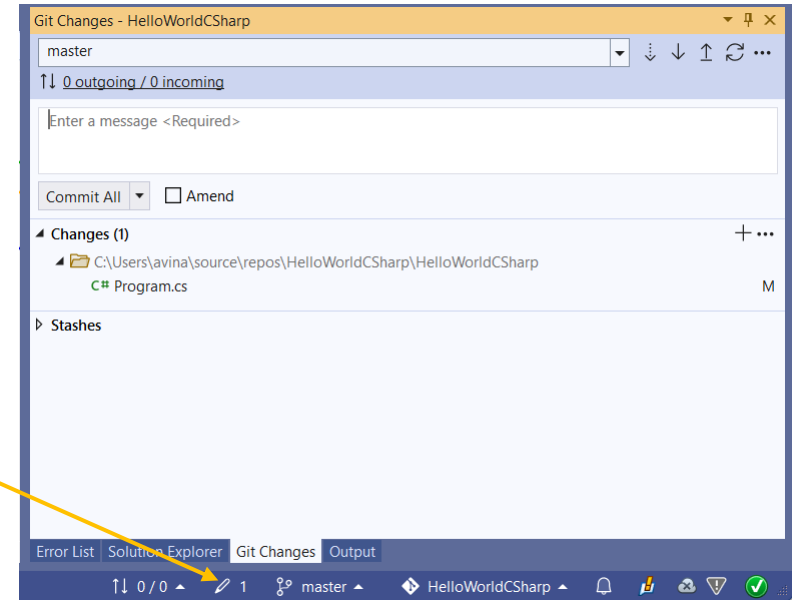 Git Changes - HelloWorldCSharp
master
0 outgoing / 0 incoming
Enter a message <Required>
Commit All Amend
Changes (1)
C:\Users\avina\source\repos\HelloWorldCSharp\HelloWorldCSharp
C# Program.cs M
Stashes
Error List Solution Explorer Git Changes Output
0 / 0 1 master HelloWorldCSharp